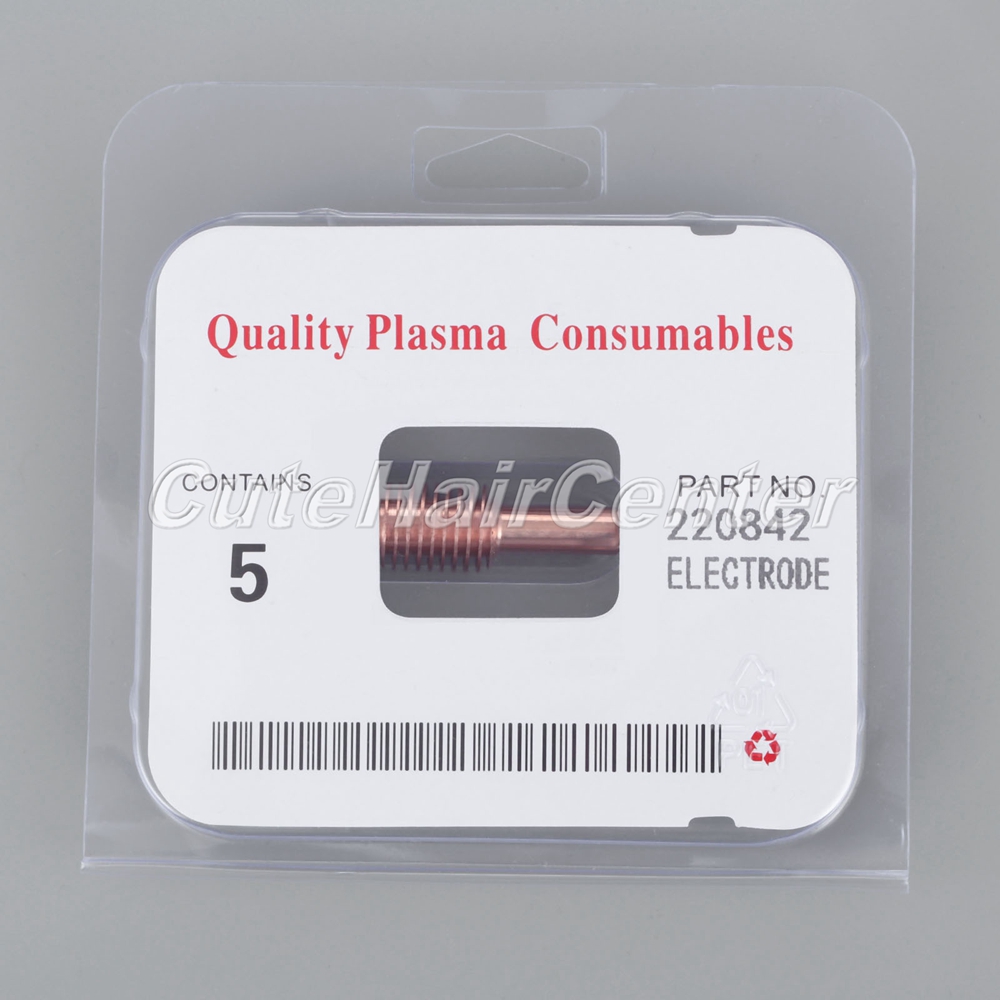 Quality Plasma Consumables
CONTAINS
5
PART NO
220842
ELECTRODE
CuteHairCenter